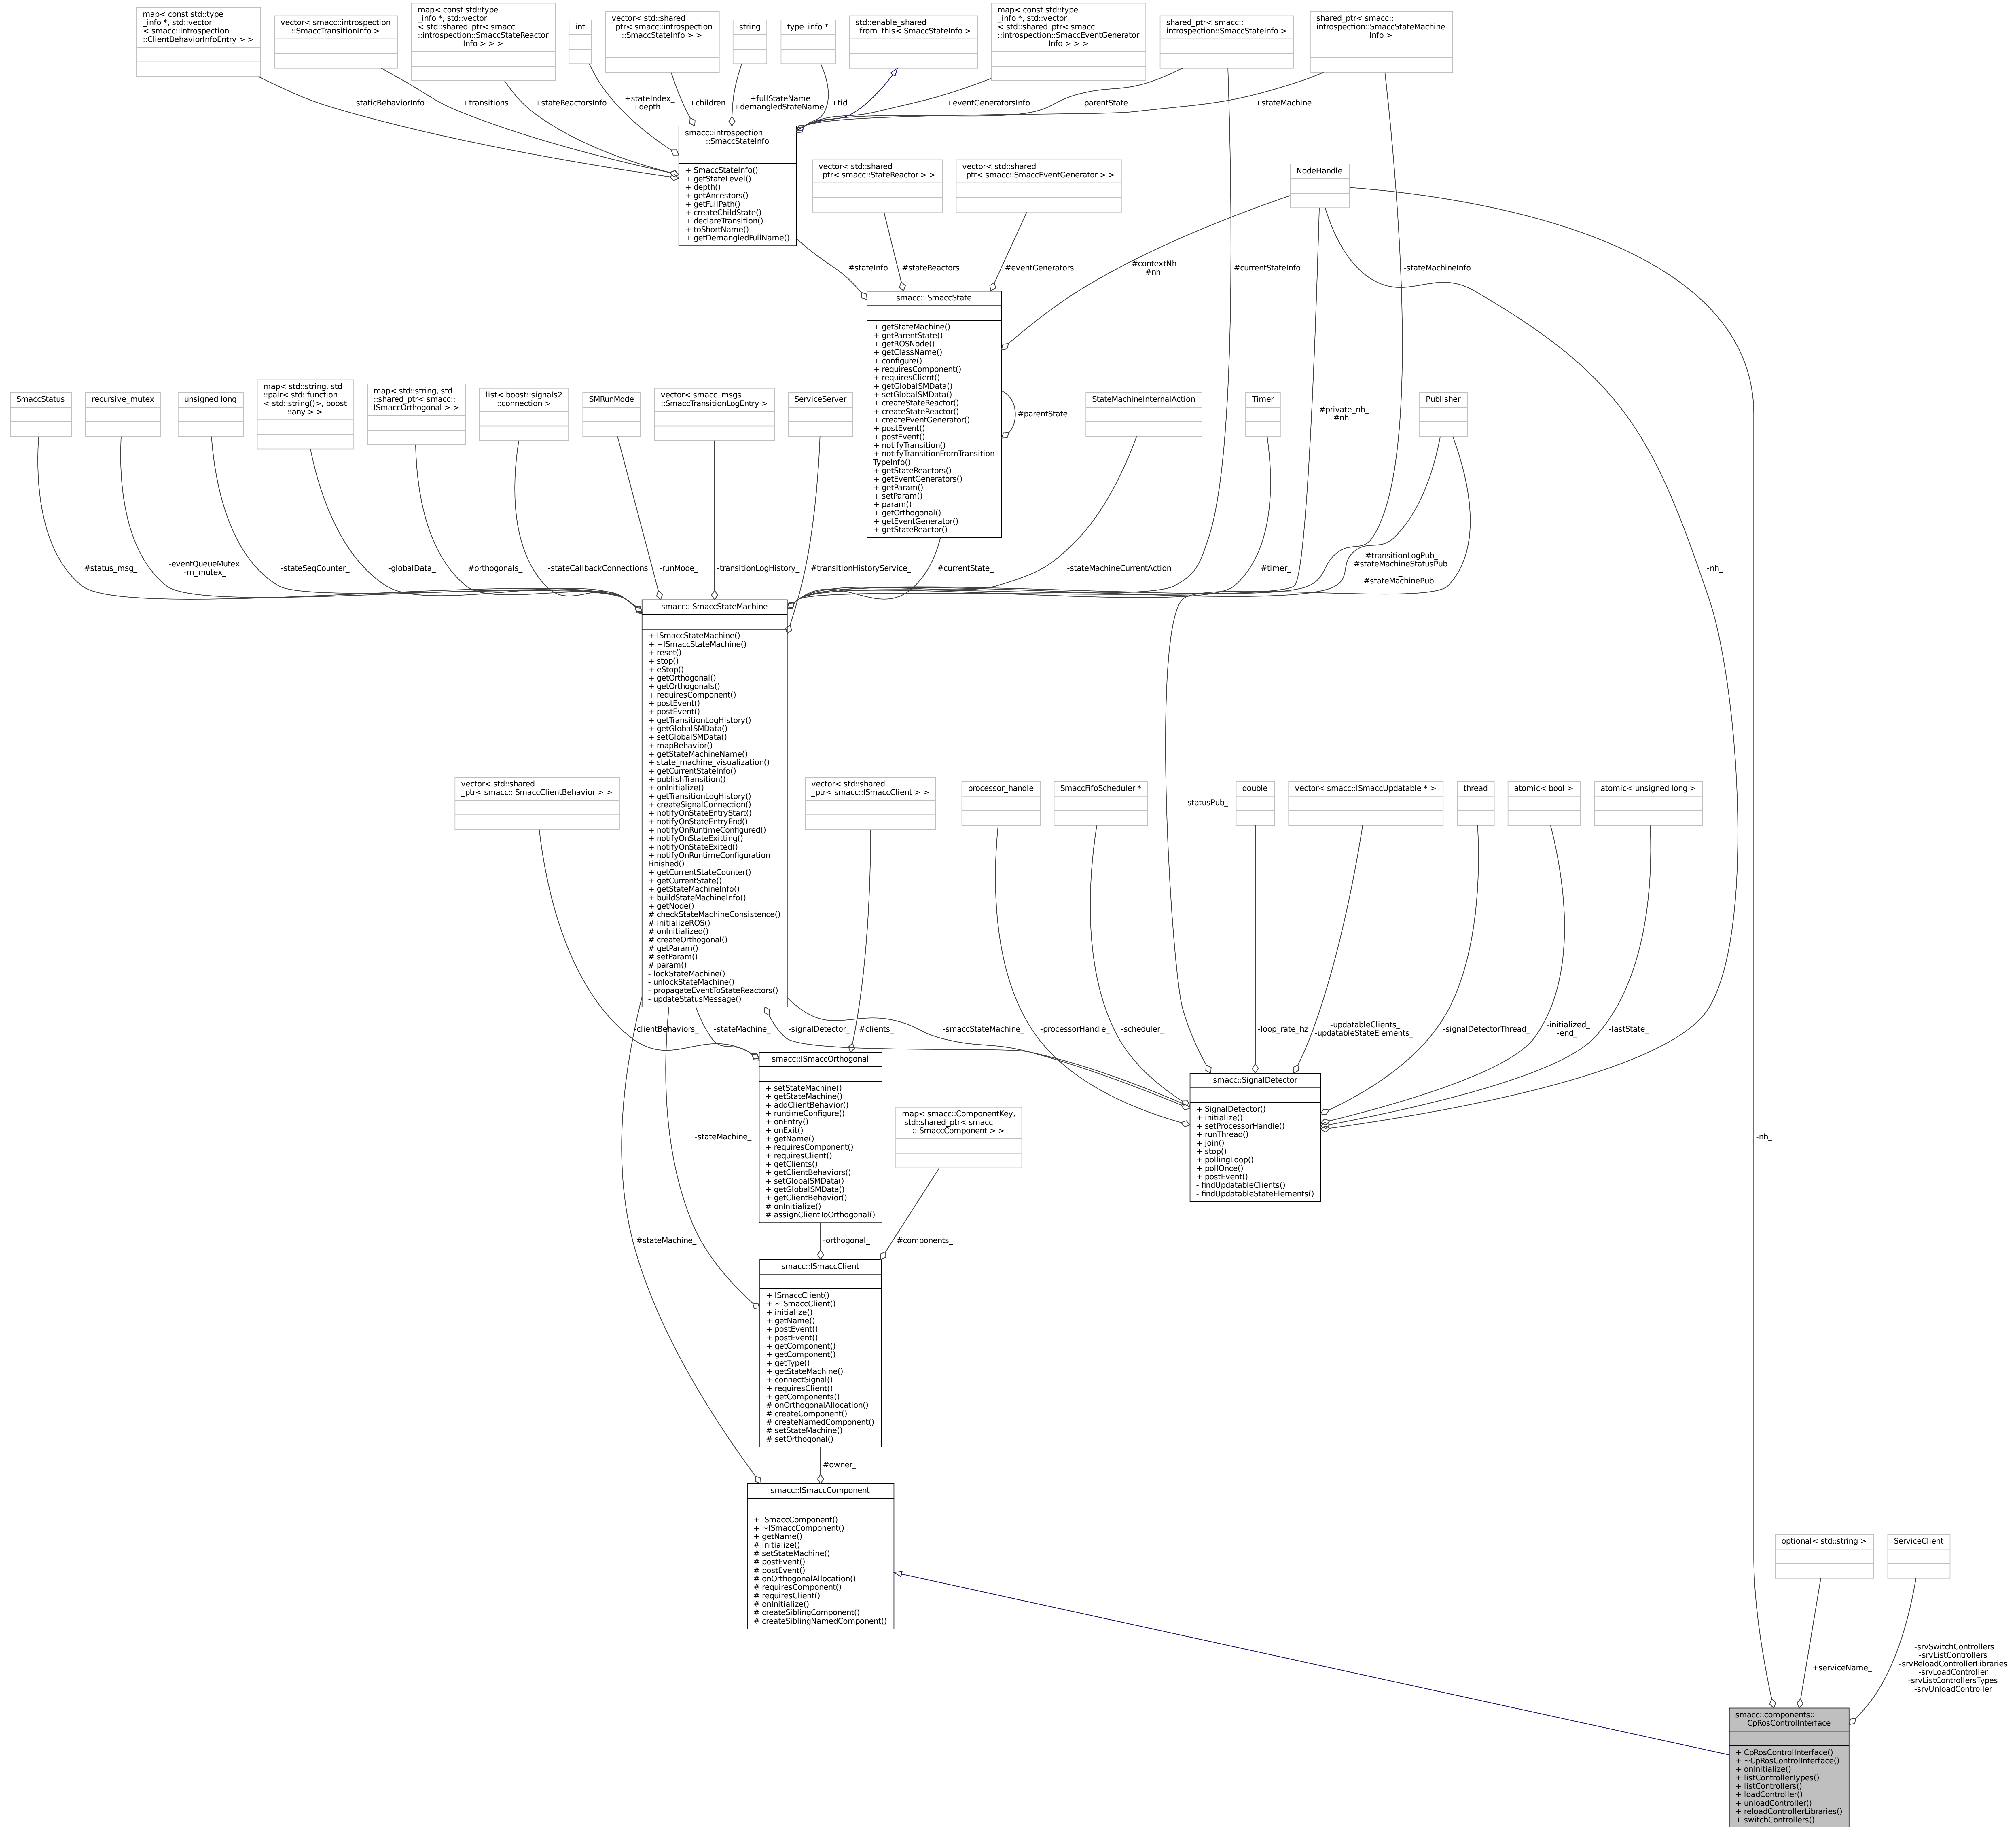 map< const std::type
_info *, std::vector
< smacc::introspection
::ClientBehaviorInfoEntry > >
vector< smacc::introspection
::SmaccTransitionInfo >
map< const std::type
_info *, std::vector
< std::shared_ptr< smacc
::introspection::SmaccStateReactor
Info > > >
int
vector< std::shared
_ptr< smacc::introspection
::SmaccStateInfo > >
string
type_info *
std::enable_shared
_from_this< SmaccStateInfo >
map< const std::type
_info *, std::vector
< std::shared_ptr< smacc
::introspection::SmaccEventGenerator
Info > > >
shared_ptr< smacc::
introspection::SmaccStateInfo >
shared_ptr< smacc::
introspection::SmaccStateMachine
Info >
+staticBehaviorInfo
+transitions_
+stateReactorsInfo
+stateIndex_
+depth_
+children_
+fullStateName
+demangledStateName
+tid_
+eventGeneratorsInfo
+parentState_
+stateMachine_
smacc::introspection
::SmaccStateInfo
+ SmaccStateInfo()
+ getStateLevel()
+ depth()
+ getAncestors()
+ getFullPath()
+ createChildState()
+ declareTransition()
+ toShortName()
+ getDemangledFullName()
vector< std::shared
_ptr< smacc::StateReactor > >
vector< std::shared
_ptr< smacc::SmaccEventGenerator > >
NodeHandle
#stateInfo_
#stateReactors_
#eventGenerators_
#contextNh
#nh
#currentStateInfo_
-stateMachineInfo_
smacc::ISmaccState
+ getStateMachine()
+ getParentState()
+ getROSNode()
+ getClassName()
+ configure()
+ requiresComponent()
+ requiresClient()
+ getGlobalSMData()
+ setGlobalSMData()
+ createStateReactor()
+ createStateReactor()
+ createEventGenerator()
+ postEvent()
+ postEvent()
+ notifyTransition()
+ notifyTransitionFromTransition
TypeInfo()
+ getStateReactors()
+ getEventGenerators()
+ getParam()
+ setParam()
+ param()
+ getOrthogonal()
+ getEventGenerator()
+ getStateReactor()
#parentState_
SmaccStatus
recursive_mutex
unsigned long
map< std::string, std
::pair< std::function
< std::string()>, boost
::any > >
map< std::string, std
::shared_ptr< smacc::
ISmaccOrthogonal > >
list< boost::signals2
::connection >
SMRunMode
vector< smacc_msgs
::SmaccTransitionLogEntry >
ServiceServer
StateMachineInternalAction
Timer
#private_nh_
#nh_
Publisher
#status_msg_
-eventQueueMutex_
-m_mutex_
-stateSeqCounter_
-globalData_
#orthogonals_
-stateCallbackConnections
-runMode_
-transitionLogHistory_
#transitionHistoryService_
#currentState_
-stateMachineCurrentAction
#timer_
#transitionLogPub_
#stateMachineStatusPub
_
#stateMachinePub_
-nh_
smacc::ISmaccStateMachine
+ ISmaccStateMachine()
+ ~ISmaccStateMachine()
+ reset()
+ stop()
+ eStop()
+ getOrthogonal()
+ getOrthogonals()
+ requiresComponent()
+ postEvent()
+ postEvent()
+ getTransitionLogHistory()
+ getGlobalSMData()
+ setGlobalSMData()
+ mapBehavior()
+ getStateMachineName()
+ state_machine_visualization()
+ getCurrentStateInfo()
+ publishTransition()
+ onInitialize()
+ getTransitionLogHistory()
+ createSignalConnection()
+ notifyOnStateEntryStart()
+ notifyOnStateEntryEnd()
+ notifyOnRuntimeConfigured()
+ notifyOnStateExitting()
+ notifyOnStateExited()
+ notifyOnRuntimeConfiguration
Finished()
+ getCurrentStateCounter()
+ getCurrentState()
+ getStateMachineInfo()
+ buildStateMachineInfo()
+ getNode()
# checkStateMachineConsistence()
# initializeROS()
# onInitialized()
# createOrthogonal()
# getParam()
# setParam()
# param()
- lockStateMachine()
- unlockStateMachine()
- propagateEventToStateReactors()
- updateStatusMessage()
vector< std::shared
_ptr< smacc::ISmaccClientBehavior > >
vector< std::shared
_ptr< smacc::ISmaccClient > >
processor_handle
SmaccFifoScheduler *
-statusPub_
double
vector< smacc::ISmaccUpdatable * >
thread
atomic< bool >
atomic< unsigned long >
-clientBehaviors_
-stateMachine_
-signalDetector_
#clients_
-smaccStateMachine_
-processorHandle_
-scheduler_
-loop_rate_hz
-updatableClients_
-updatableStateElements_
-signalDetectorThread_
-initialized_
-end_
-lastState_
smacc::ISmaccOrthogonal
+ setStateMachine()
+ getStateMachine()
+ addClientBehavior()
+ runtimeConfigure()
+ onEntry()
+ onExit()
+ getName()
+ requiresComponent()
+ requiresClient()
+ getClients()
+ getClientBehaviors()
+ setGlobalSMData()
+ getGlobalSMData()
+ getClientBehavior()
# onInitialize()
# assignClientToOrthogonal()
map< smacc::ComponentKey,
std::shared_ptr< smacc
::ISmaccComponent > >
smacc::SignalDetector
+ SignalDetector()
+ initialize()
+ setProcessorHandle()
+ runThread()
+ join()
+ stop()
+ pollingLoop()
+ pollOnce()
+ postEvent()
- findUpdatableClients()
- findUpdatableStateElements()
-stateMachine_
-nh_
#stateMachine_
-orthogonal_
#components_
smacc::ISmaccClient
+ ISmaccClient()
+ ~ISmaccClient()
+ initialize()
+ getName()
+ postEvent()
+ postEvent()
+ getComponent()
+ getComponent()
+ getType()
+ getStateMachine()
+ connectSignal()
+ requiresClient()
+ getComponents()
# onOrthogonalAllocation()
# createComponent()
# createNamedComponent()
# setStateMachine()
# setOrthogonal()
#owner_
smacc::ISmaccComponent
+ ISmaccComponent()
+ ~ISmaccComponent()
+ getName()
# initialize()
# setStateMachine()
# postEvent()
# postEvent()
# onOrthogonalAllocation()
# requiresComponent()
# requiresClient()
# onInitialize()
# createSiblingComponent()
# createSiblingNamedComponent()
optional< std::string >
ServiceClient
+serviceName_
-srvSwitchControllers
-srvListControllers
-srvReloadControllerLibraries
-srvLoadController
-srvListControllersTypes
-srvUnloadController
smacc::components::
CpRosControlInterface
+ CpRosControlInterface()
+ ~CpRosControlInterface()
+ onInitialize()
+ listControllerTypes()
+ listControllers()
+ loadController()
+ unloadController()
+ reloadControllerLibraries()
+ switchControllers()